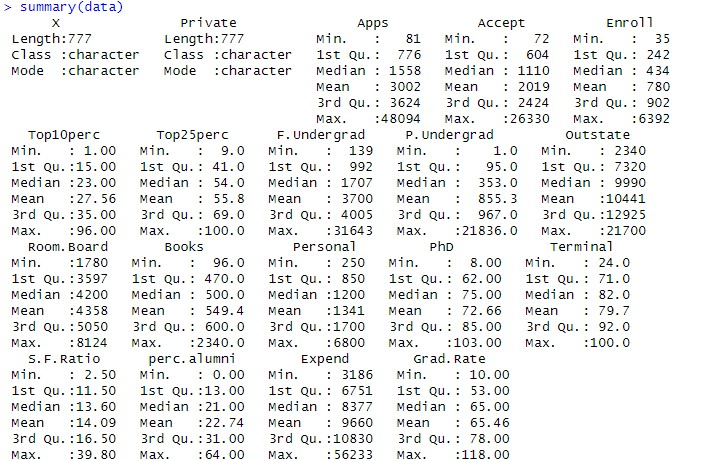 > summary(data)
X Private Apps Accept Enroll
Length:777 Length:777 Min. : 81 Min. : 72 Min. : 35
Class :character Class :character 1st Qu.: 776 1st Qu.: 604 1st Qu.: 242
Mode :character Mode :character Median : 1558 Median : 1110 Median : 434
Mean : 3002 Mean : 2019 Mean : 780
3rd Qu.: 3624 3rd Qu.: 2424 3rd Qu.: 902
Max. :48094 Max. :26330 Max. :6392
Top10perc Top25perc F.Undergrad P.Undergrad Outstate
Min. : 1.00 Min. : 9.0 Min. : 139 Min. : 1.0 Min. : 2340
1st Qu.:15.00 1st Qu.: 41.0 1st Qu.: 992 1st Qu.: 95.0 1st Qu.: 7320
Median :23.00 Median : 54.0 Median : 1707 Median : 353.0 Median : 9990
Mean :27.56 Mean : 55.8 Mean : 3700 Mean : 855.3 Mean :10441
3rd Qu.:35.00 3rd Qu.: 69.0 3rd Qu.: 4005 3rd Qu.: 967.0 3rd Qu.:12925
Max. :96.00 Max. :100.0 Max. :31643 Max. :21836.0 Max. :21700
Room.Board Books Personal PhD Terminal
Min. :1780 Min. : 96.0 Min. : 250 Min. : 8.00 Min. : 24.0
1st Qu.:3597 1st Qu.: 470.0 1st Qu.: 850 1st Qu.: 62.00 1st Qu.: 71.0
Median :4200 Median : 500.0 Median :1200 Median : 75.00 Median : 82.0
Mean :4358 Mean : 549.4 Mean :1341 Mean : 72.66 Mean : 79.7
3rd Qu.:5050 3rd Qu.: 600.0 3rd Qu.:1700 3rd Qu.: 85.00 3rd Qu.: 92.0
Max. :8124 Max. :2340.0 Max. :6800 Max. :103.00 Max. :100.0
S.F.Ratio perc.alumni Expend Grad.Rate
Min. : 2.50 Min. : 0.00 Min. : 3186 Min. : 10.00
1st Qu.:11.50 1st Qu.:13.00 1st Qu.: 6751 1st Qu.: 53.00
Median :13.60 Median :21.00 Median : 8377 Median : 65.00
Mean :14.09 Mean :22.74 Mean : 9660 Mean : 65.46
3rd Qu.:16.50 3rd Qu.:31.00 3rd Qu.:10830 3rd Qu.: 78.00
Max. :39.80 Max. :64.00 Max. :56233 Max. :118.00